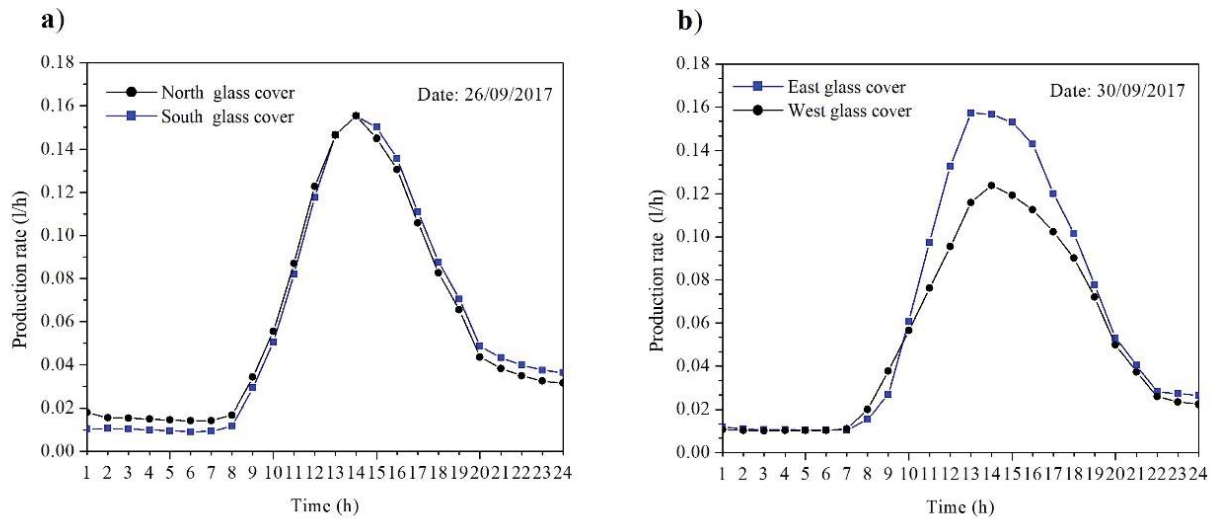 a)
0.18
0.16
0.14
0.12
0.10
0.08
0.06
0.04
0.02
0.00
Production rate (l/h)
North glass cover
South glass cover
Date: 26/09/2017
1 2 3 4 5 6 7 8 9 10 11 12 13 14 15 16 17 18 19 20 21 22 23 24
Time (h)
b)
0.18
0.16
0.14
0.12
0.10
0.08
0.06
0.04
0.02
0.00
Production rate (l/h)
East glass cover
West glass cover
Date: 30/09/2017
1 2 3 4 5 6 7 8 9 10 11 12 13 14 15 16 17 18 19 20 21 22 23 24
Time (h)